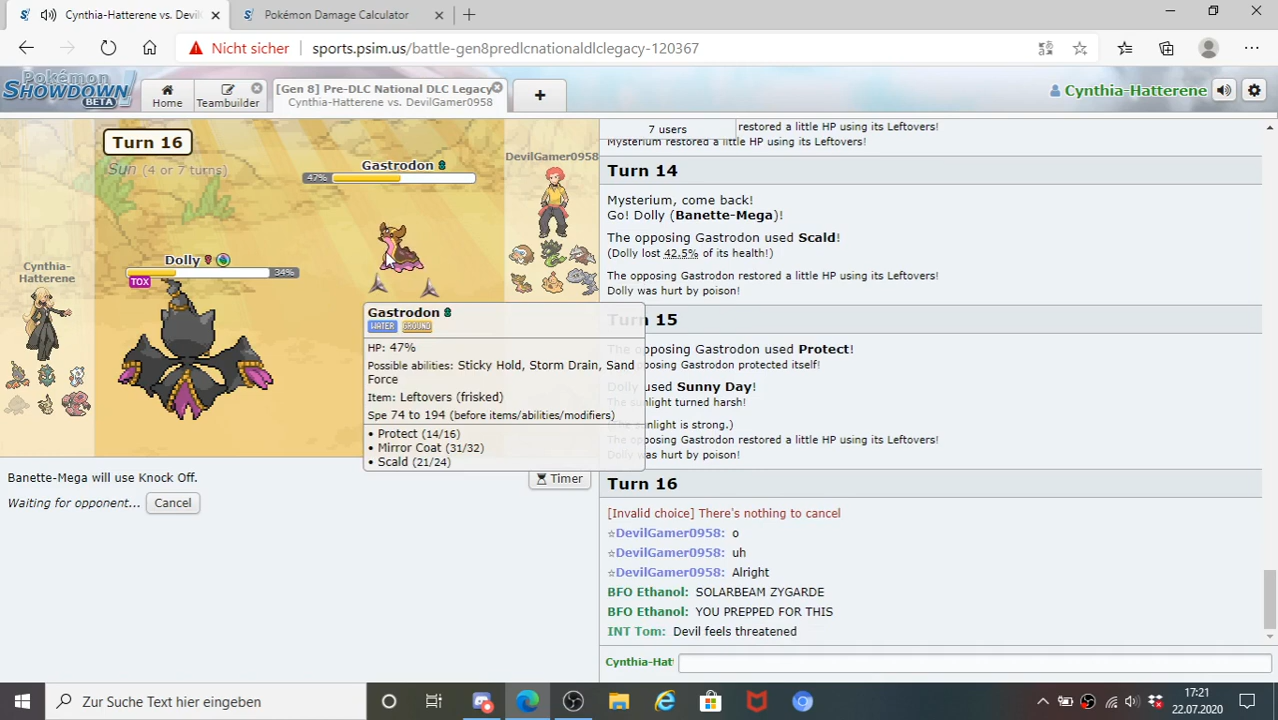 Cynthia-Hatterene vs. Devil
Pokémon Damage Calculator
Nicht sicher
sports.psim.us/battle-gen8predlcnationaldlclegacy-120367
Pokémon
SHOWDOWN!
BETA
Home
Teambuilder
[Gen 8] Pre-DLC National DLC Legacy
Cynthia-Hatterene vs. DevilGamer0958
Cynthia-Hatterene
Turn 16
Sun (4 or 7 turns)
Gastrodon
47%
DevilGamer0958
Dolly
34%
TOX
Cynthia-
Hatterene
Gastrodon
WATER GROUND
HP: 47%
Possible abilities: Sticky Hold, Storm Drain, Sand
Force
Item: Leftovers (frisked)
Spe 74 to 194 (before items/abilities/modifiers)
• Protect (14/16)
• Mirror Coat (31/32)
• Scald (21/24)
Banette-Mega will use Knock Off.
Waiting for opponent...
Cancel
Timer
7 users
restored a little HP using its Leftovers!
Mysterium restored a little HP using its Leftovers!
Turn 14
Mysterium, come back!
Go! Dolly (Banette-Mega)!
The opposing Gastrodon used Scald!
(Dolly lost 42.5% of its health!)
The opposing Gastrodon restored a little HP using its Leftovers!
Dolly was hurt by poison!
Turn 15
The opposing Gastrodon used Protect!
opposing Gastrodon protected itself!
Dolly used Sunny Day!
The sunlight turned harsh!
sunlight is strong.)
The opposing Gastrodon restored a little HP using its Leftovers!
Dolly was hurt by poison!
Turn 16
[Invalid choice] There's nothing to cancel
☆DevilGamer0958: o
☆DevilGamer0958: uh
☆DevilGamer0958: Alright
BFO Ethanol: SOLARBEAM ZYGARDE
BFO Ethanol: YOU PREPPED FOR THIS
INT Tom: Devil feels threatened
Cynthia-Hat
Zur Suche Text hier eingeben
17:21
22.07.2020